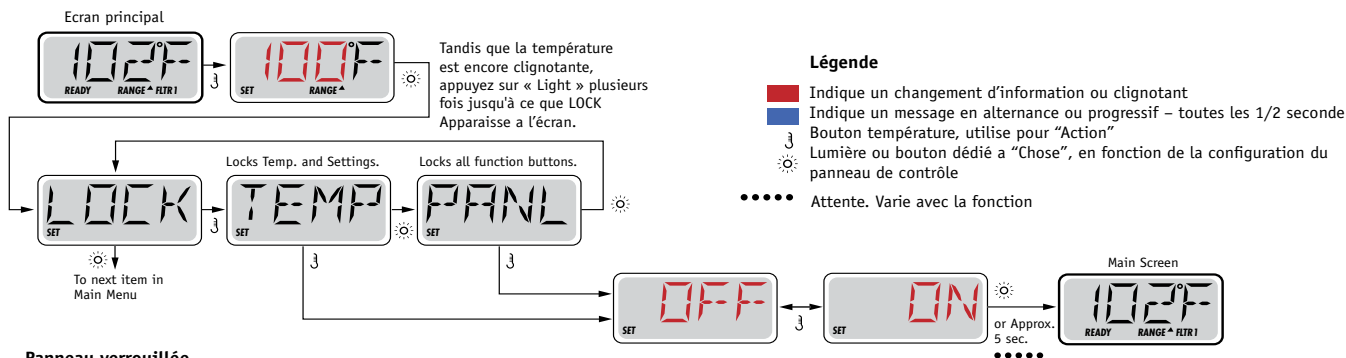 Ecran principal
102°F
READY RANGE FLTR1
100°F
SET RANGE
Tandis que la température
est encore clignotante,
appuyez sur « Light » plusieurs
fois jusqu'à ce que LOCK
Apparaisse a l'écran.
Légende
Indique un changement d'information ou clignotant
Indique un message en alternance ou progressif – toutes les 1/2 seconde
Bouton température, utilise pour “Action”
Lumière ou bouton dédié a “Chose”, en fonction de la configuration du
panneau de contrôle
Attente. Varie avec la fonction
Locks Temp. and Settings.
Locks all function buttons.
LOCK
SET
TEMP
SET
PANL
SET
To next item in
Main Menu
OFF
SET
ON
SET
or Approx.
5 sec.
Main Screen
102°F
READY RANGE FLTR1
Panneau verrouillée